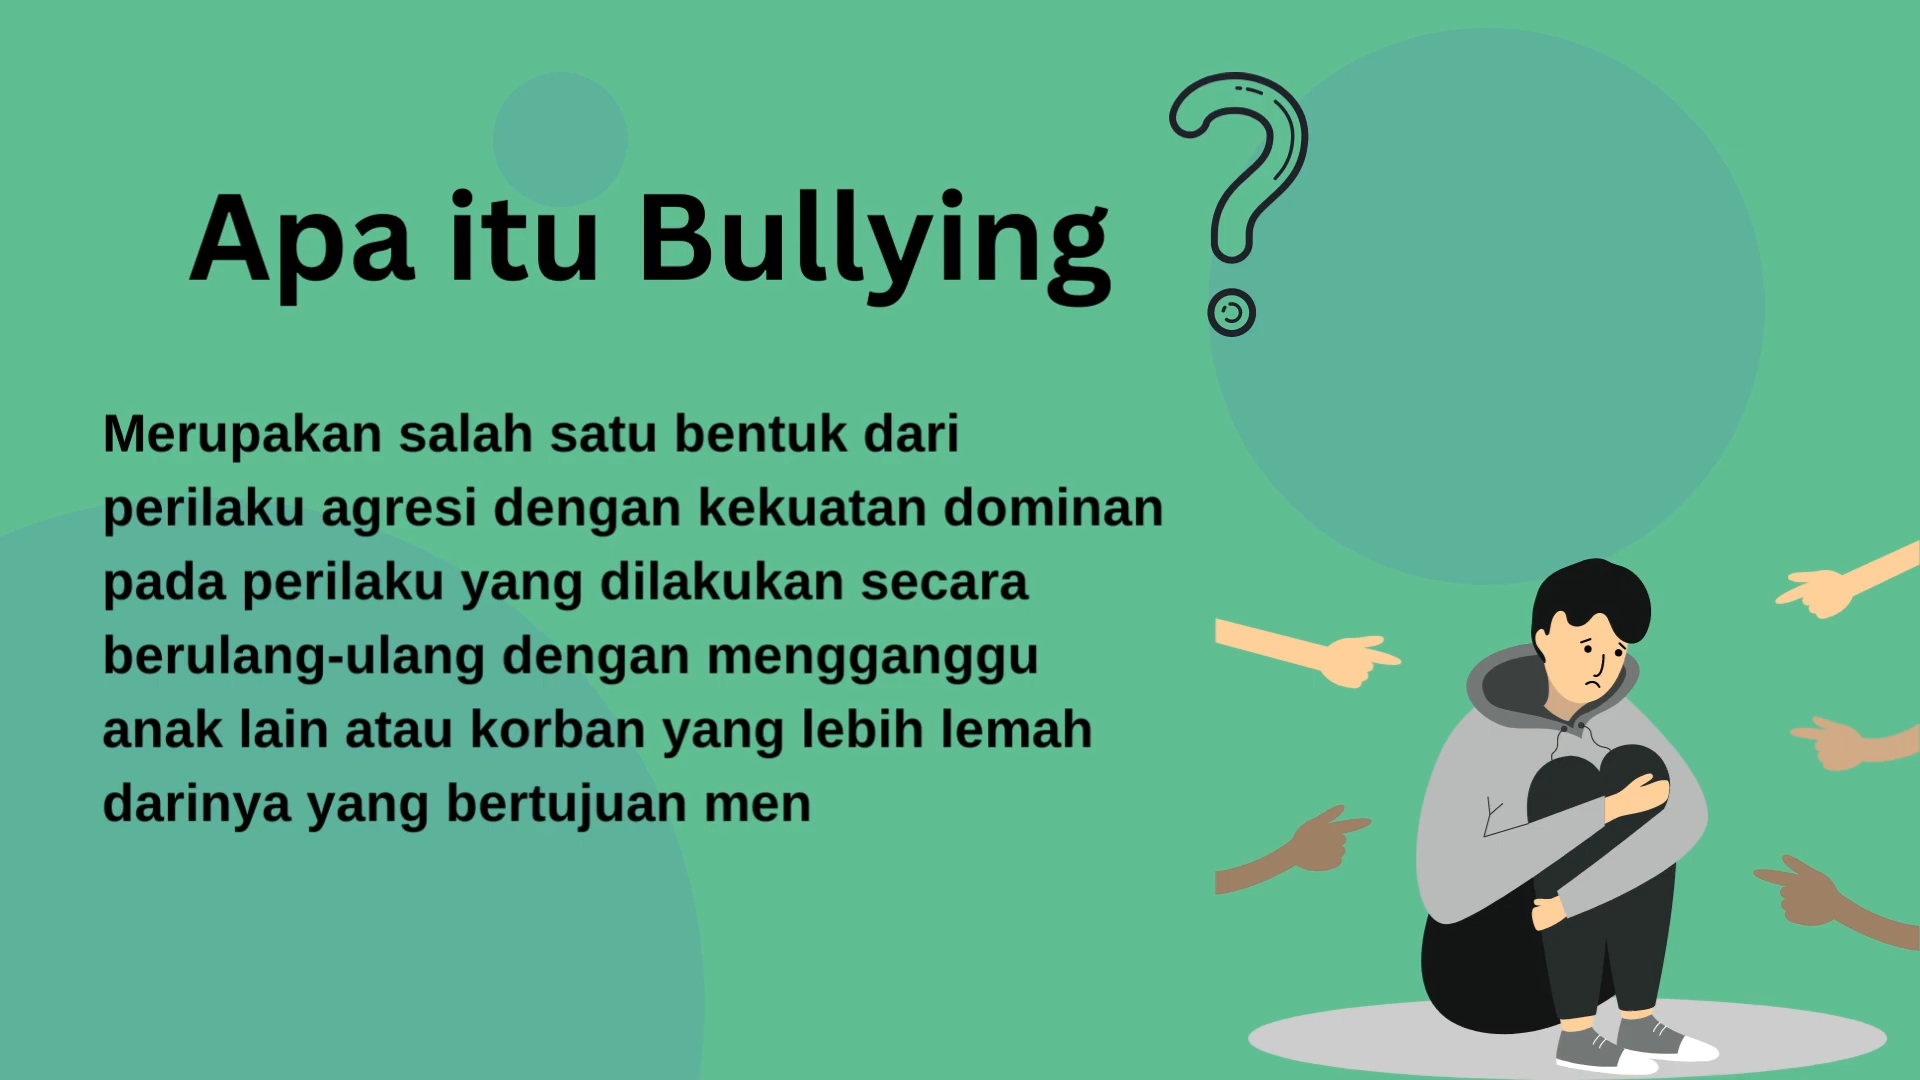 Apa itu Bullying ?
Merupakan salah satu bentuk dari
perilaku agresi dengan kekuatan dominan
pada perilaku yang dilakukan secara
berulang-ulang dengan mengganggu
anak lain atau korban yang lebih lemah
darinya yang bertujuan men